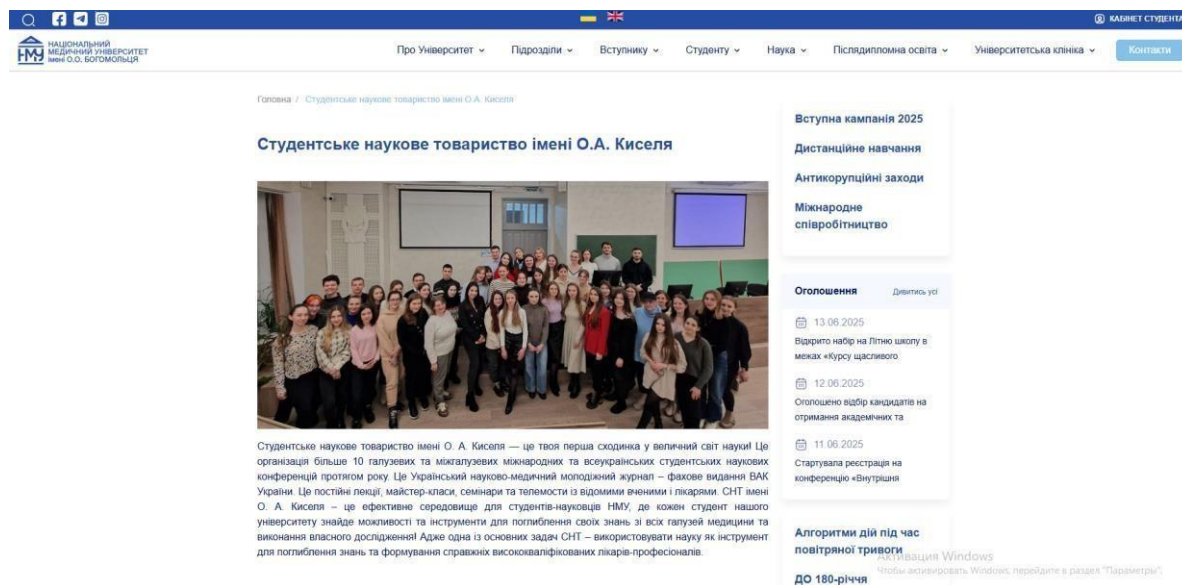 КАБІНЕТ СТУДЕНТА
НАЦІОНАЛЬНИЙ
МЕДИЧНИЙ УНІВЕРСИТЕТ
імені О.О. БОГОМОЛЬЦЯ
НМУ
Про Університет
Підрозділи
Вступнику
Студенту
Наука
Післядипломна освіта
Університетська клініка
Контакти
Головна / Студентське наукове товариство імені О.А. Киселя
Студентське наукове товариство імені О.А. Киселя
Студентське наукове товариство імені О. А. Киселя — це твоя перша сходинка у величний світ науки! Це
організація більше 10 галузевих та міжгалузевих міжнародних та всеукраїнських студентських наукових
конференцій протягом року. Це Український науково-медичний молодіжний журнал – фахове видання ВАК
України. Це постійні лекції, майстер-класи, семінари та телемости із відомими вченими і лікарями. СНТ імені
О. А. Киселя – це ефективне середовище для студентів-науковців НМУ, де кожен студент нашого
університету знайде можливості та інструменти для поглиблення своїх знань зі всіх галузей медицини та
виконання власного дослідження! Адже одна із основних задач СНТ – використовувати науку як інструмент
для поглиблення знань та формування справжніх висококваліфікованих лікарів-професіоналів.
Вступна кампанія 2025
Дистанційне навчання
Антикорупційні заходи
Міжнародне
співробітництво
Оголошення Дивитись усі
13.06.2025
Відкрито набір на Літню школу в
межах «Курсу щасливого
12.06.2025
Оголошено відбір кандидатів на
отримання академічних та
11.06.2025
Стартувала реєстрація на
конференцію «Внутрішня
Алгоритми дій під час
повітряної тривоги
ДО 180-річчя
Активация Windows
Чтобы активировать Windows, перейдите в раздел "Параметры".